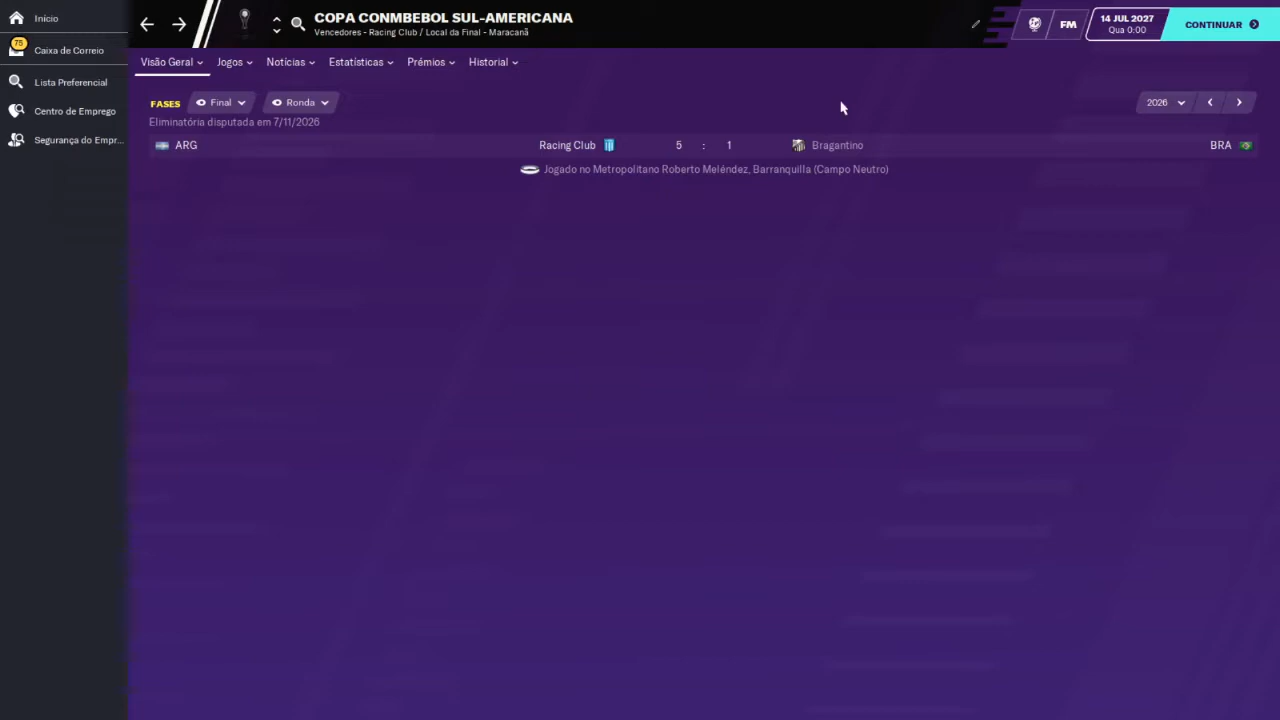 Início
75
Caixa de Correio
Lista Preferencial
Centro de Emprego
Segurança do Empr...
COPA CONMBEBOL SUL-AMERICANA
Vencedores - Racing Club / Local da Final - Maracanã
FM
14 JUL 2027
Qua 0:00
CONTINUAR
Visão Geral
Jogos
Notícias
Estatísticas
Prémios
Historial
FASES
Final
Ronda
2026
Eliminatória disputada em 7/11/2026
ARG Racing Club 5 : 1 Bragantino BRA
Jogado no Metropolitano Roberto Meléndez, Barranquilla (Campo Neutro)